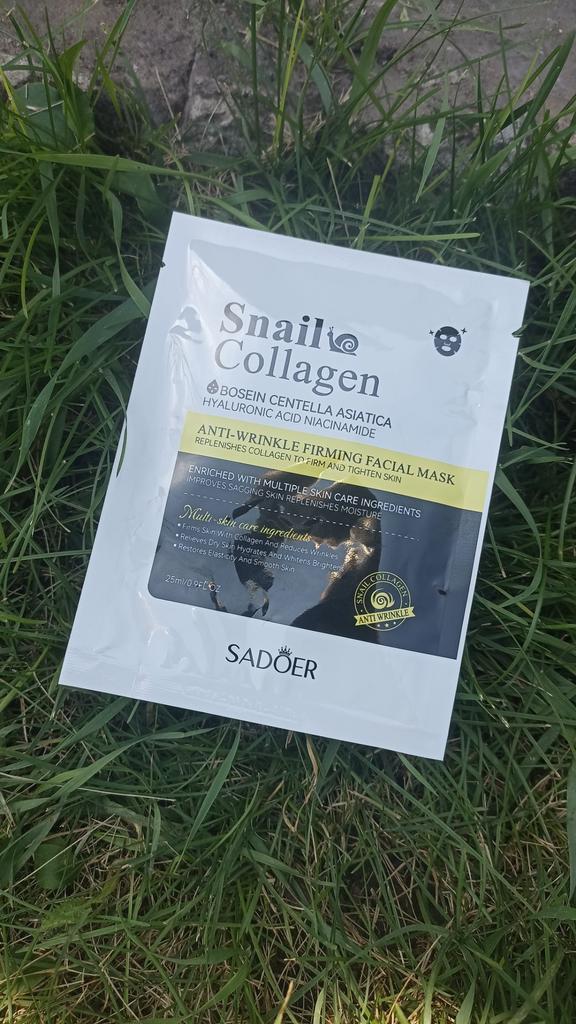 Snail
Collagen
BOSEIN CENTELLA ASIATICA
HYALURONIC ACID NIACINAMIDE
ANTI-WRINKLE FIRMING FACIAL MASK
REPLENISHES COLLAGEN TO FIRM AND TIGHTEN SKIN
ENRICHED WITH MULTIPLE SKIN CARE INGREDIENTS
IMPROVES SAGGING SKIN REPLENISHES MOISTURE
Multi-skin care ingredients
• Firms Skin With Collagen And Reduces Wrinkles
• Relieves Dry Skin Hydrates And Whitens Brighten
• Restores Elasticity And Smooth Skin
25ml/0.9FL OZ
SNAIL COLLAGEN
ANTI WRINKLE
SADOER